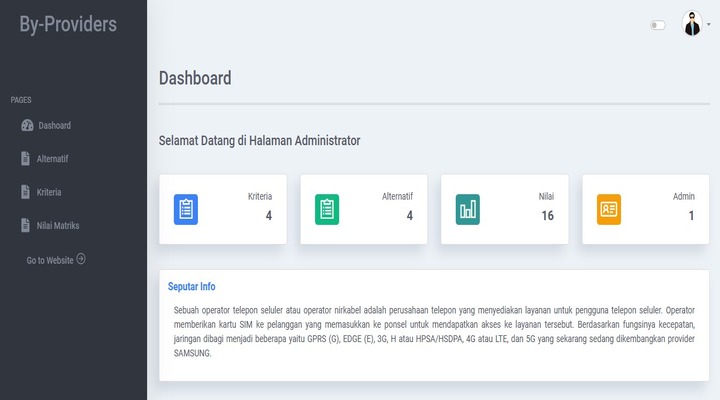 By-Providers
PAGES
Dashoard
Alternatif
Kriteria
Nilai Matriks
Go to Website
Dashboard
Selamat Datang di Halaman Administrator
Kriteria
4
Alternatif
4
Nilai
16
Admin
1
Seputar Info
Sebuah operator telepon seluler atau operator nirkabel adalah perusahaan telepon yang menyediakan layanan untuk pengguna telepon seluler. Operator
memberikan kartu SIM ke pelanggan yang memasukkan ke ponsel untuk mendapatkan akses ke layanan tersebut. Berdasarkan fungsinya kecepatan,
jaringan dibagi menjadi beberapa yaitu GPRS (G), EDGE (E), 3G, H atau HPSA/HSDPA, 4G atau LTE, dan 5G yang sekarang sedang dikembangkan provider
SAMSUNG.